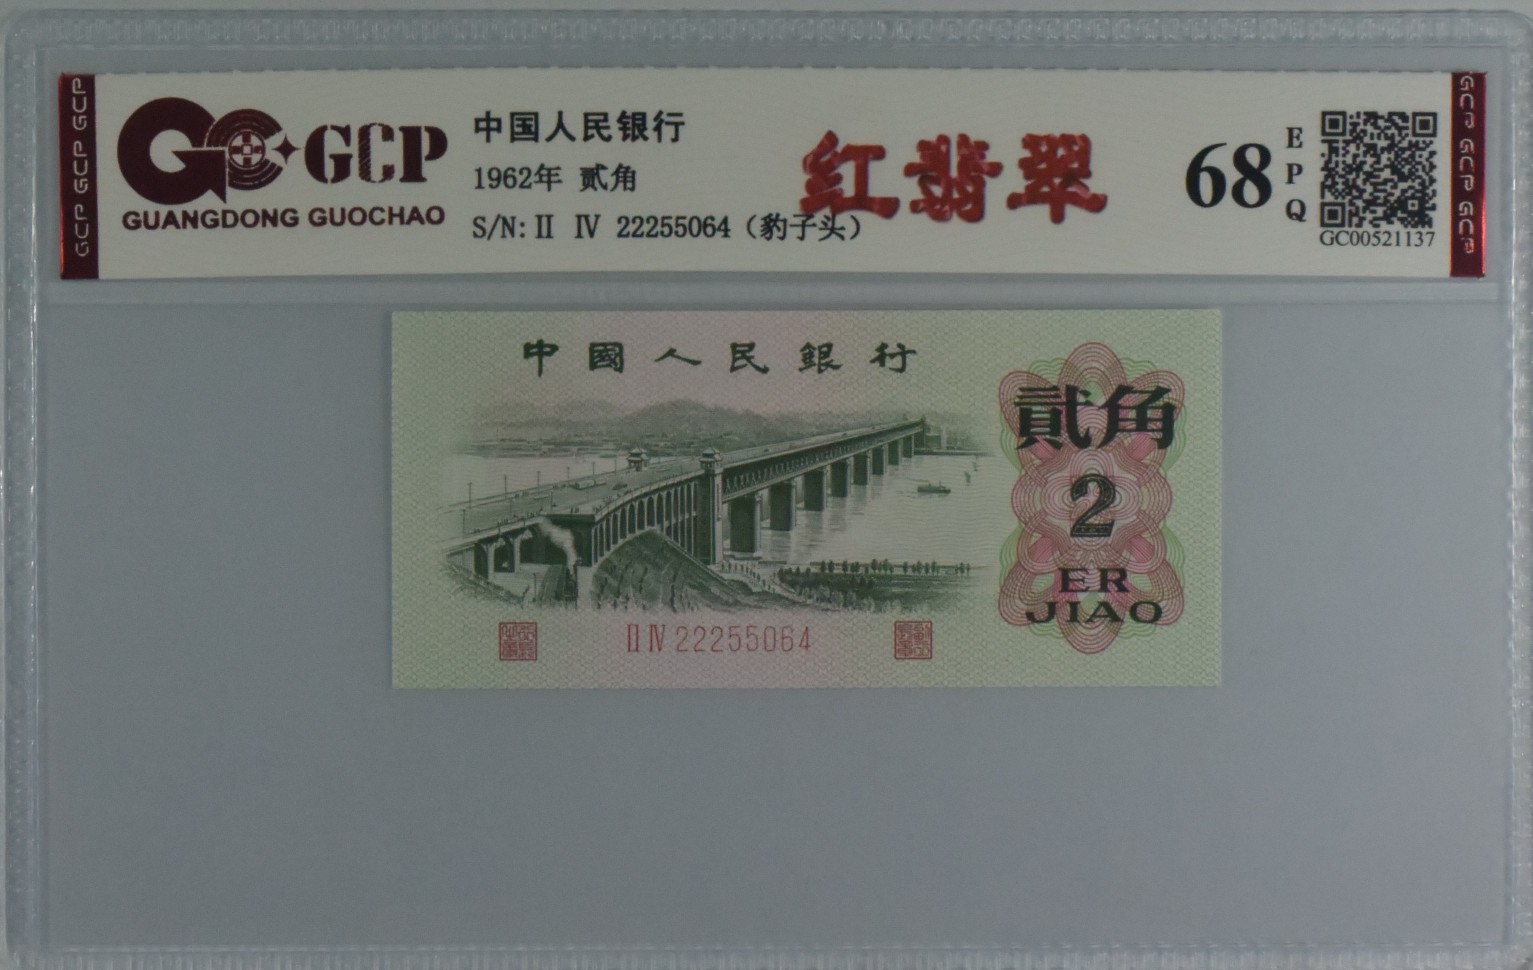 GCP
GUANGDONG GUOCHAO
中国人民银行
1962年 贰角
S/N: II IV 22255064（豹子头）
红翡翠
68
EPQ
GC00521137
GCP GCP GCP
GCP GCP GCP
中國人民銀行
貳角
2
ER
JIAO
II IV 22255064